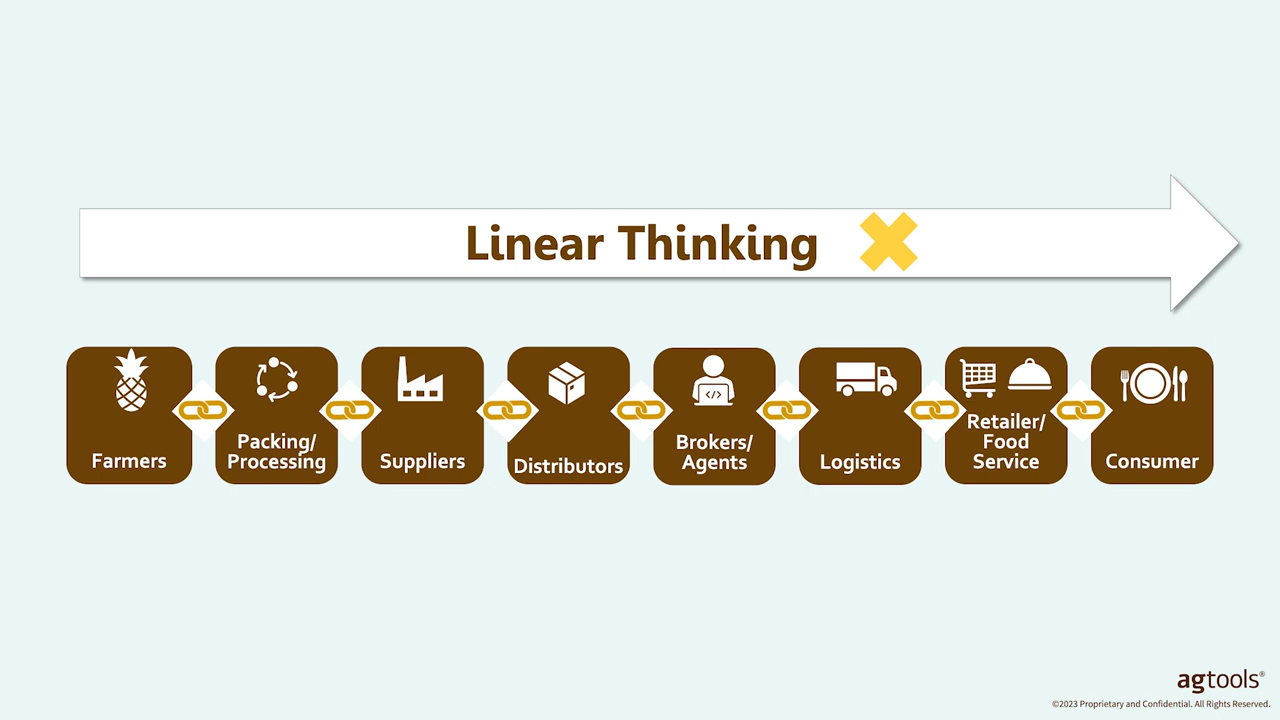 Linear Thinking
Farmers
Packing/
Processing
Suppliers
Distributors
Brokers/
Agents
Logistics
Retailer/
Food
Service
Consumer
agtools®
©2023 Proprietary and Confidential. All Rights Reserved.